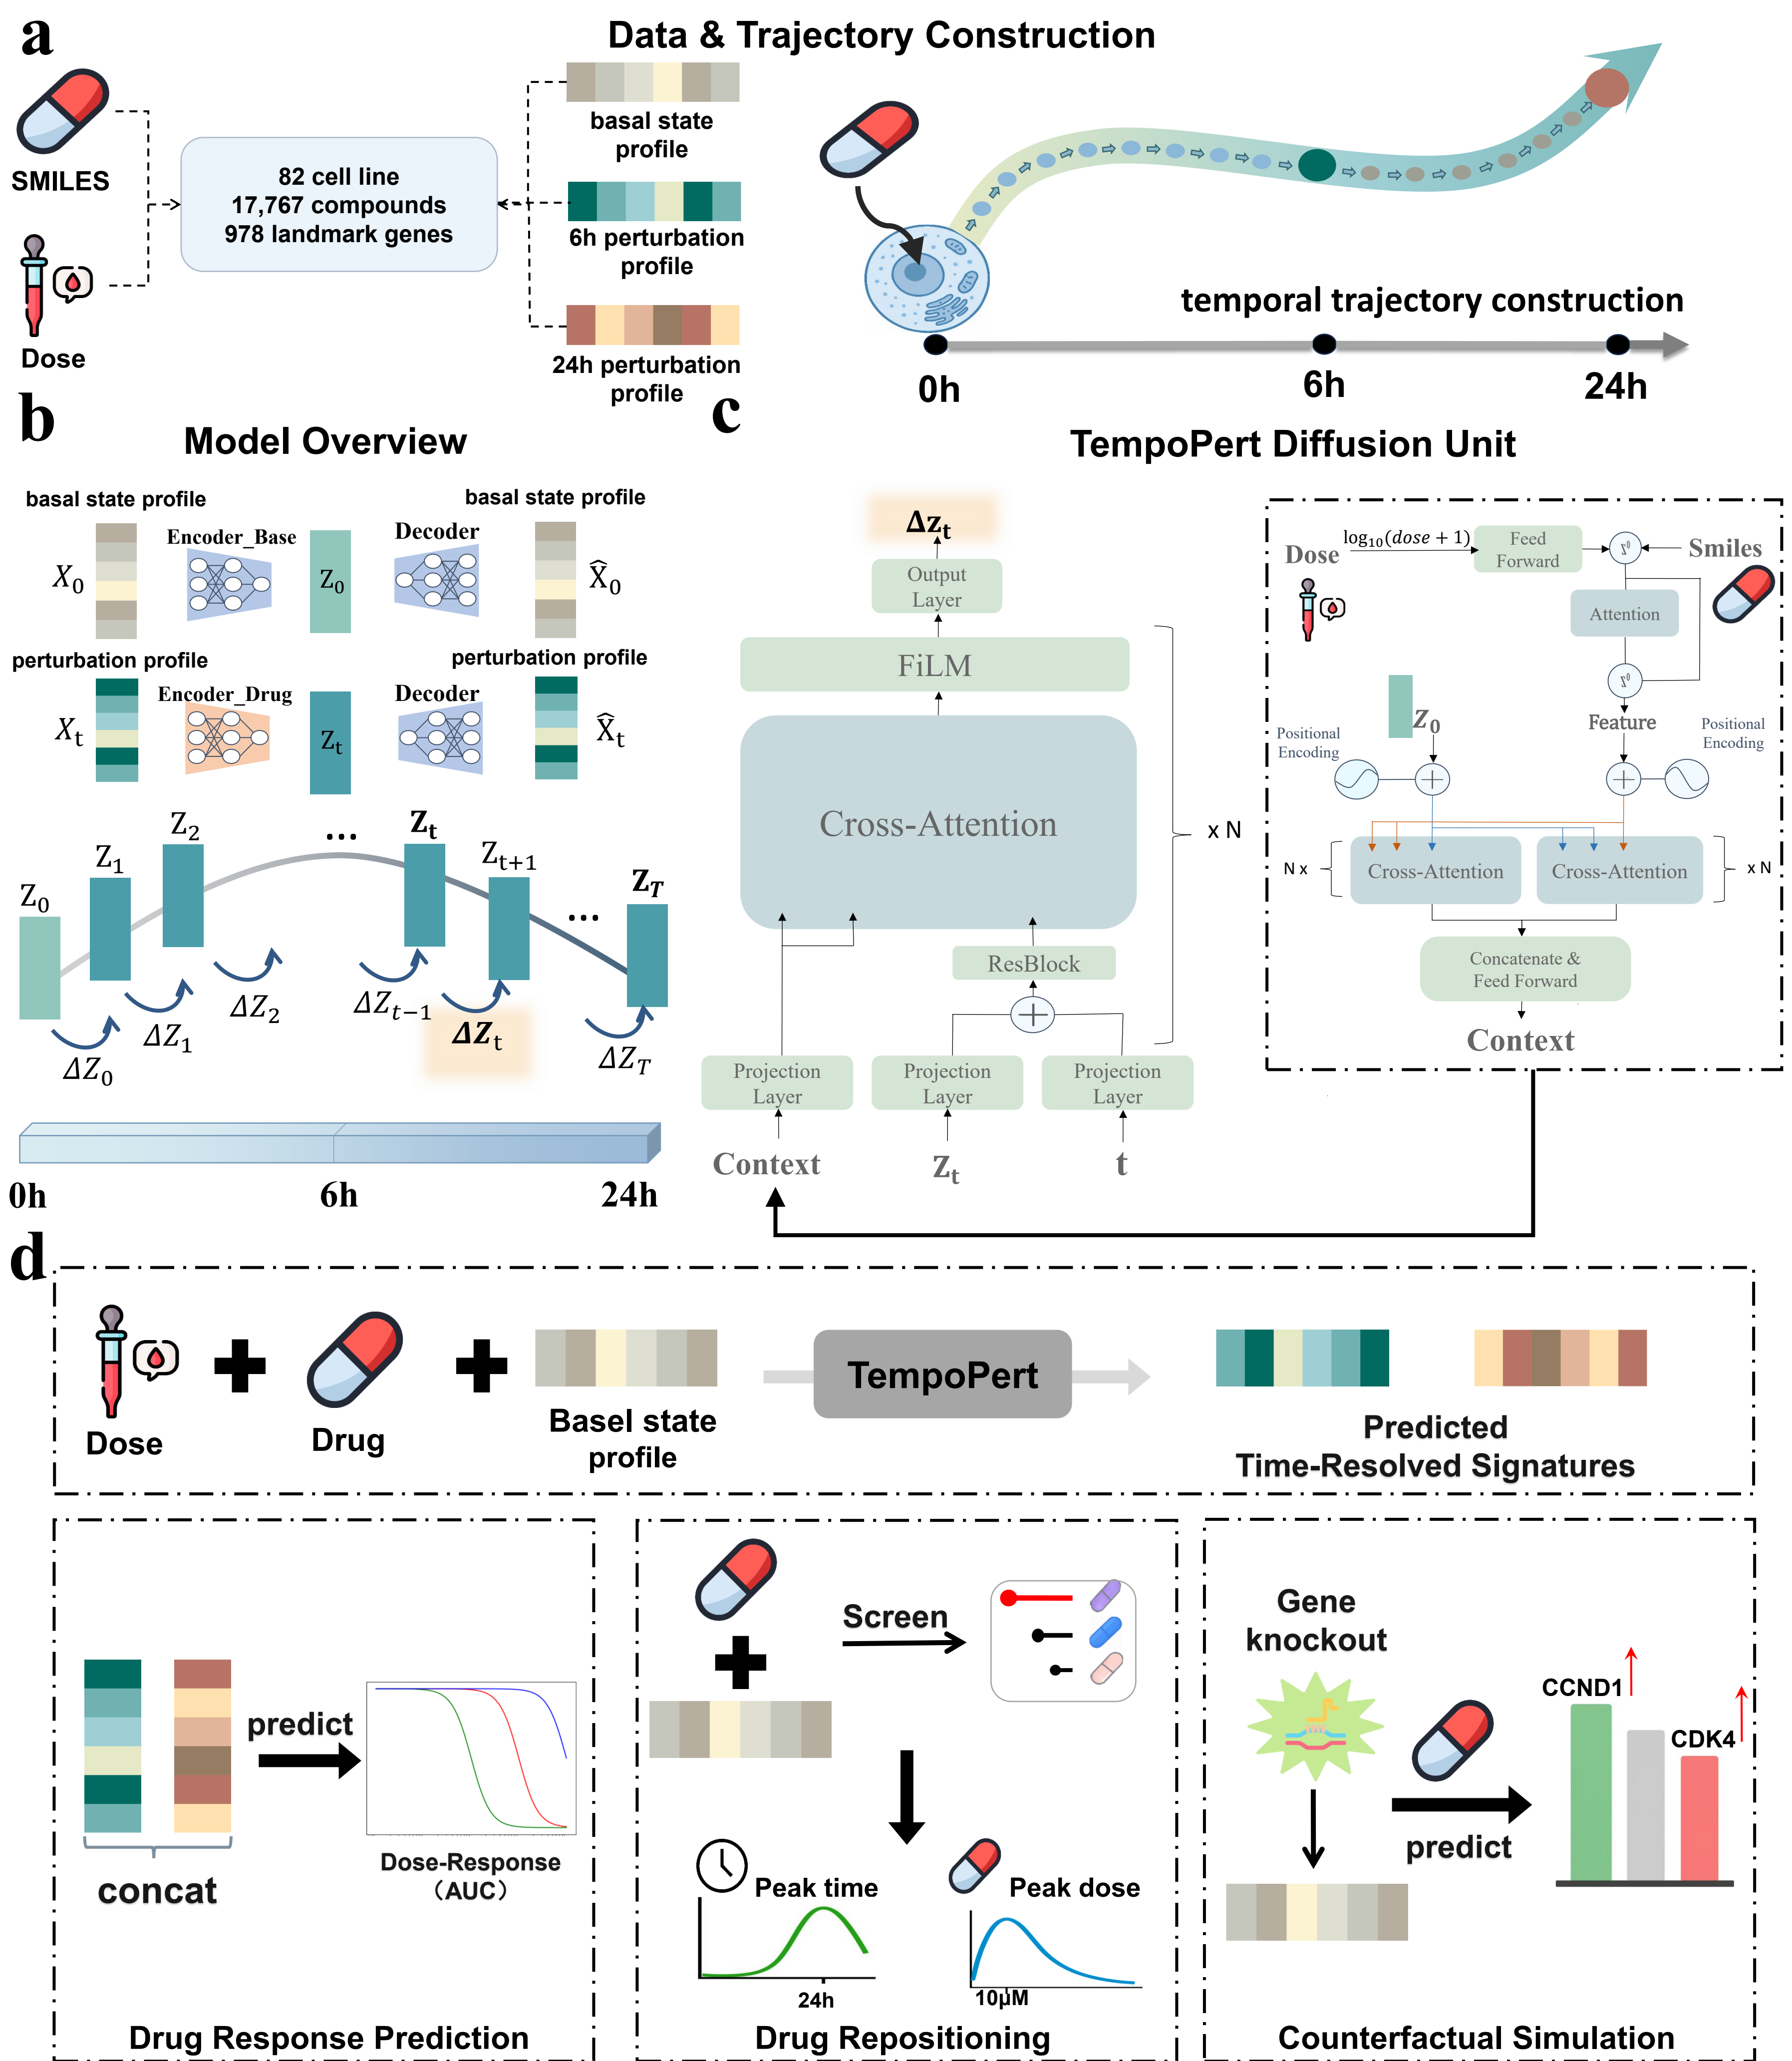 a
Data & Trajectory Construction
SMILES
Dose
82 cell line
17,767 compounds
978 landmark genes
basal state
profile
6h perturbation
profile
24h perturbation
profile
temporal trajectory construction
0h
6h
24h
b
Model Overview
basal state profile
basal state profile
X0
Encoder_Base
Z0
Decoder
X̂0
perturbation profile
perturbation profile
Xt
Encoder_Drug
Zt
Decoder
X̂t
Z0
Z1
Z2
...
Zt
Zt+1
...
ZT
ΔZ0
ΔZ1
ΔZ2
ΔZt−1
ΔZt
ΔZT
0h
6h
24h
c
TempoPert Diffusion Unit
Δzt
Output
Layer
FiLM
Cross-Attention
x N
ResBlock
Projection
Layer
Projection
Layer
Projection
Layer
Context
Zt
t
Dose
log10(dose + 1)
Feed
Forward
Smiles
Attention
Feature
Z0
Positional
Encoding
Positional
Encoding
N x
Cross-Attention
Cross-Attention
x N
Concatenate &
Feed Forward
Context
d
Dose
Drug
Basel state
profile
TempoPert
Predicted
Time-Resolved Signatures
concat
predict
Dose-Response
（AUC）
Drug Response Prediction
Screen
Peak time
24h
Peak dose
10μM
Drug Repositioning
Gene
knockout
predict
CCND1
CDK4
Counterfactual Simulation